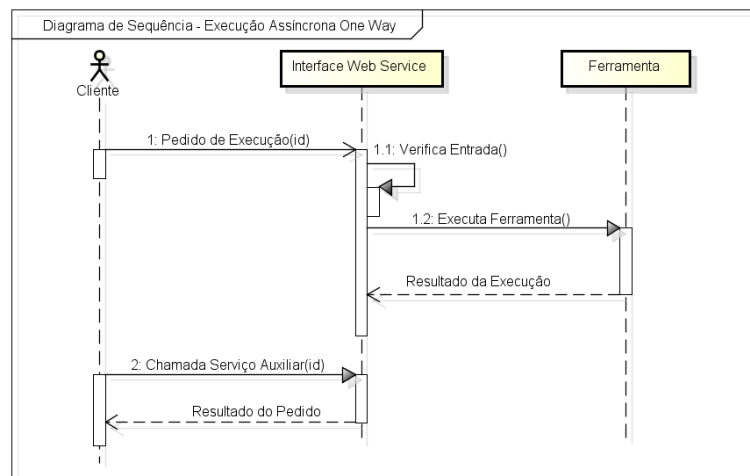 Diagrama de Sequência - Execução Assíncrona One Way
Cliente
Interface Web Service
Ferramenta
1: Pedido de Execução(id)
1.1: Verifica Entrada()
1.2: Executa Ferramenta()
Resultado da Execução
2: Chamada Serviço Auxiliar(id)
Resultado do Pedido